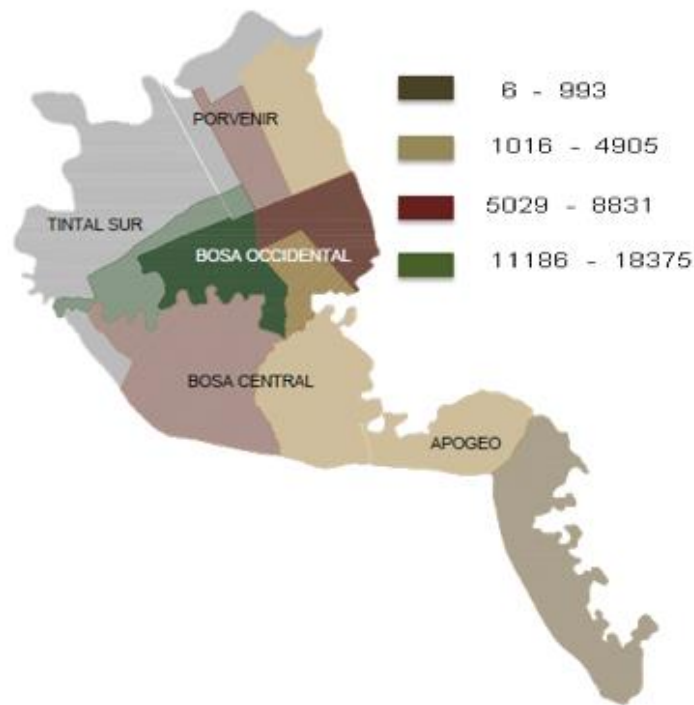 6 - 993
1016 - 4905
5029 - 8831
11186 - 18375
PORVENIR
TINTAL SUR
BOSA OCCIDENTAL
BOSA CENTRAL
APOGEO